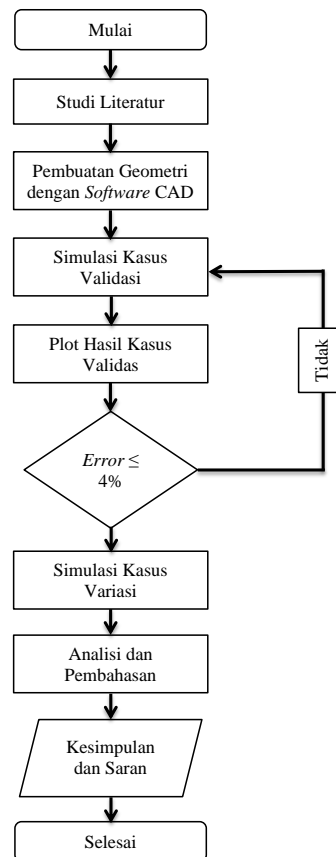 Mulai
Studi Literatur
Pembuatan Geometri
dengan Software CAD
Simulasi Kasus
Validasi
Plot Hasil Kasus
Validas
Error ≤
4%
Tidak
Simulasi Kasus
Variasi
Analisi dan
Pembahasan
Kesimpulan
dan Saran
Selesai